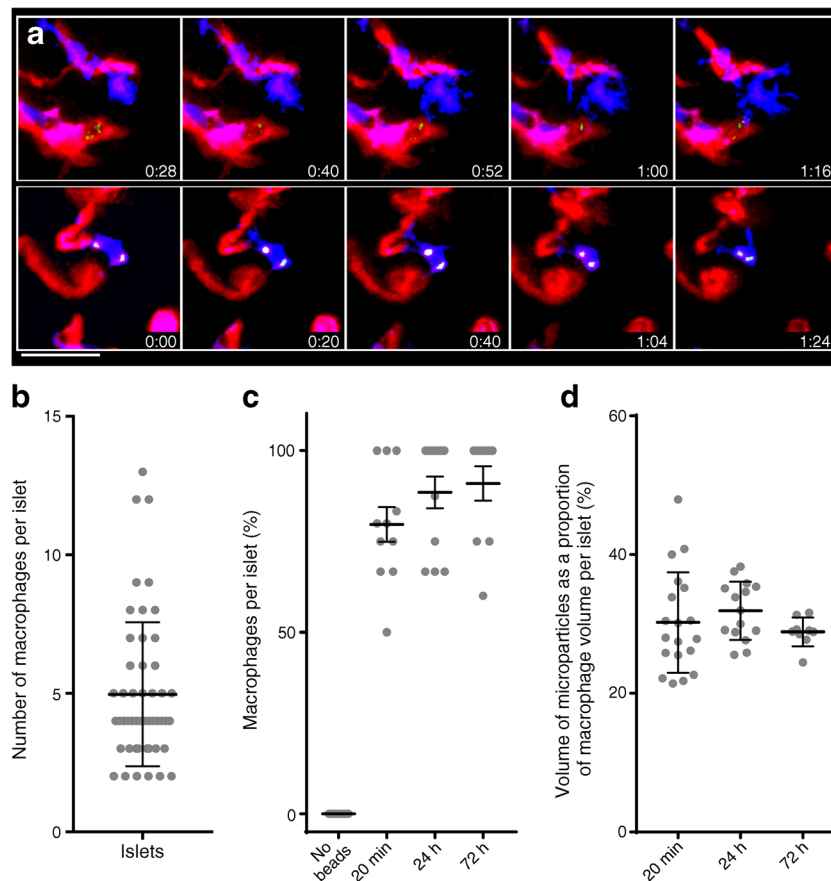 a
0:28 0:40 0:52 1:00 1:16
0:00 0:20 0:40 1:04 1:24
b
Number of macrophages per islet
15
10
5
0
Islets
c
Macrophages per islet (%)
100
50
0
No beads
20 min
24 h
72 h
d
Volume of microparticles as a proportion
of macrophage volume per islet (%)
60
40
20
0
20 min
24 h
72 h